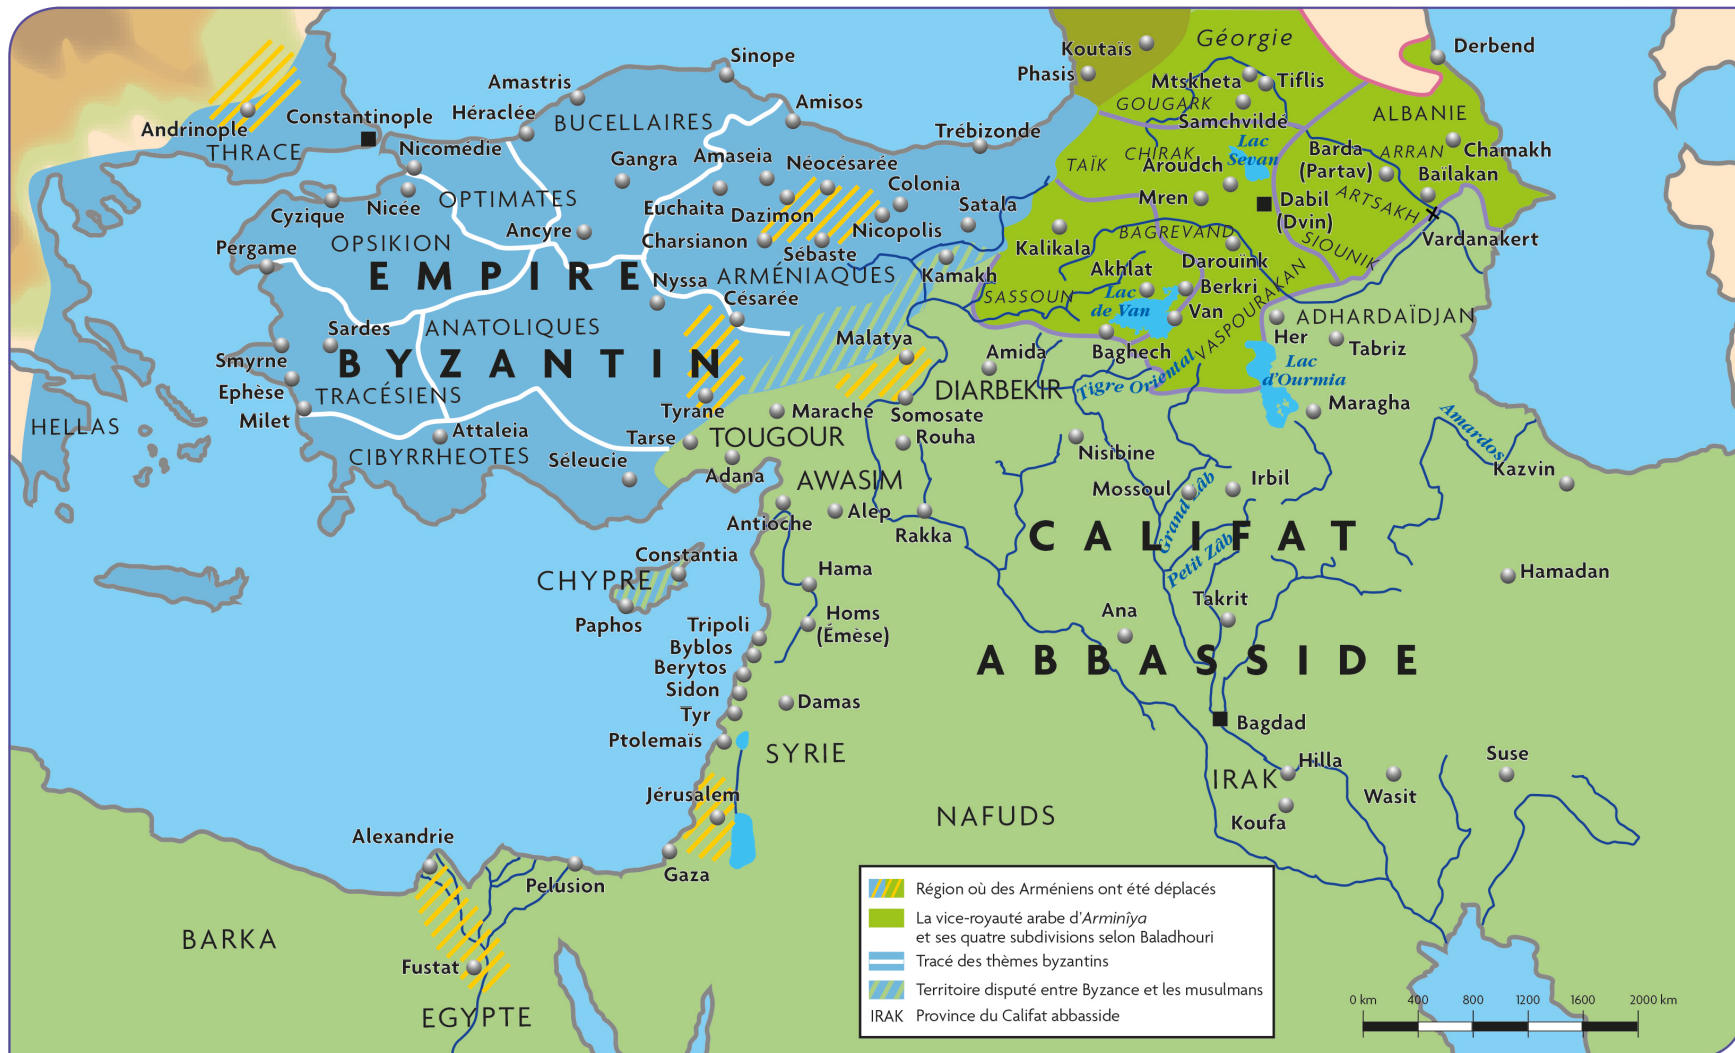 Koutaïs
Géorgie
Derbend
Sinope
Phasis
Mtskheta
Tiflis
Amastris
GOUGARK
Amisos
ALBANIE
Andrinople
Constantinople
Héraclée
BUCELLAIRES
Samchvildé
THRACE
Nicomédie
Trébizonde
Lac
Sevan
Gangra
Amaseia
Néocésarée
TAÏK
CHIRAK
Aroudch
Barda
(Partav)
ARRAN
Chamakh
Cyzique
Nicée
OPTIMATES
Euchaita
Dazimon
Colonia
Mren
Dabil
(Dvin)
ARTSAKH
Baïlakan
Pergame
OPSIKION
Ancyre
Charsianon
Sébaste
Nicopolis
Satala
Kalikala
BAGREVAND
SIOUNIK
Vardanakert
EMPIRE
Nyssa
ARMÉNIAQUES
Kamakh
Akhlat
Darouïnk
Césarée
SASSOUN
Lac
de Van
Berkri
Van
VASPOURAKAN
Sardes
ANATOLIQUES
Malatya
Baghech
Her
ADHARDAÏDJAN
Tabriz
Smyrne
BYZANTIN
Amida
Lac
d'Ourmia
Ephèse
TRACÉSIENS
DIARBEKIR
Tigre Oriental
Milet
Tyrane
Marache
Somosate
Maragha
HELLAS
Attaleia
Tarse
TOUGOUR
Rouha
Amardos
CIBYRRHEOTES
Séleucie
Adana
AWASIM
Nisibine
Kazvin
Antioche
Alep
Rakka
Mossoul
Grand Zâb
Irbil
CALIFAT
Constantia
CHYPRE
Hama
Petit Zâb
Hamadan
Paphos
Tripoli
Homs
(Émèse)
Ana
Takrit
Byblos
Berytos
ABBASSIDE
Sidon
Damas
Tyr
Bagdad
Ptolemaïs
SYRIE
Hilla
Suse
Jérusalem
IRAK
Wasit
Koufa
NAFUDS
Alexandrie
Pelusion
Gaza
BARKA
Fustat
EGYPTE
Région où des Arméniens ont été déplacés
La vice-royauté arabe d'Arminîya
et ses quatre subdivisions selon Baladhouri
Tracé des thèmes byzantins
Territoire disputé entre Byzance et les musulmans
IRAK Province du Califat abbasside
0 km 400 800 1200 1600 2000 km